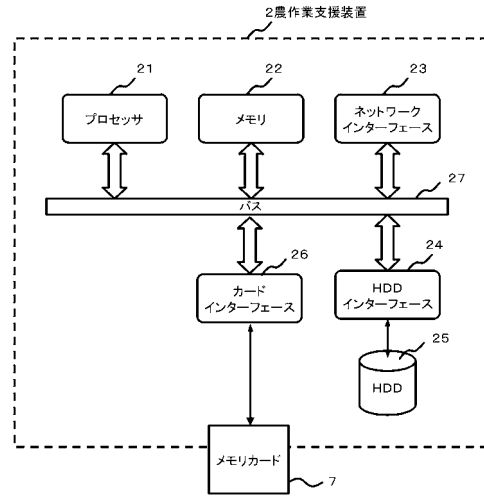 2農作業支援装置
21
22
23
プロセッサ
メモリ
ネットワーク
インターフェース
27
バス
26
24
カード
インターフェース
HDD
インターフェース
25
HDD
メモリカード
7